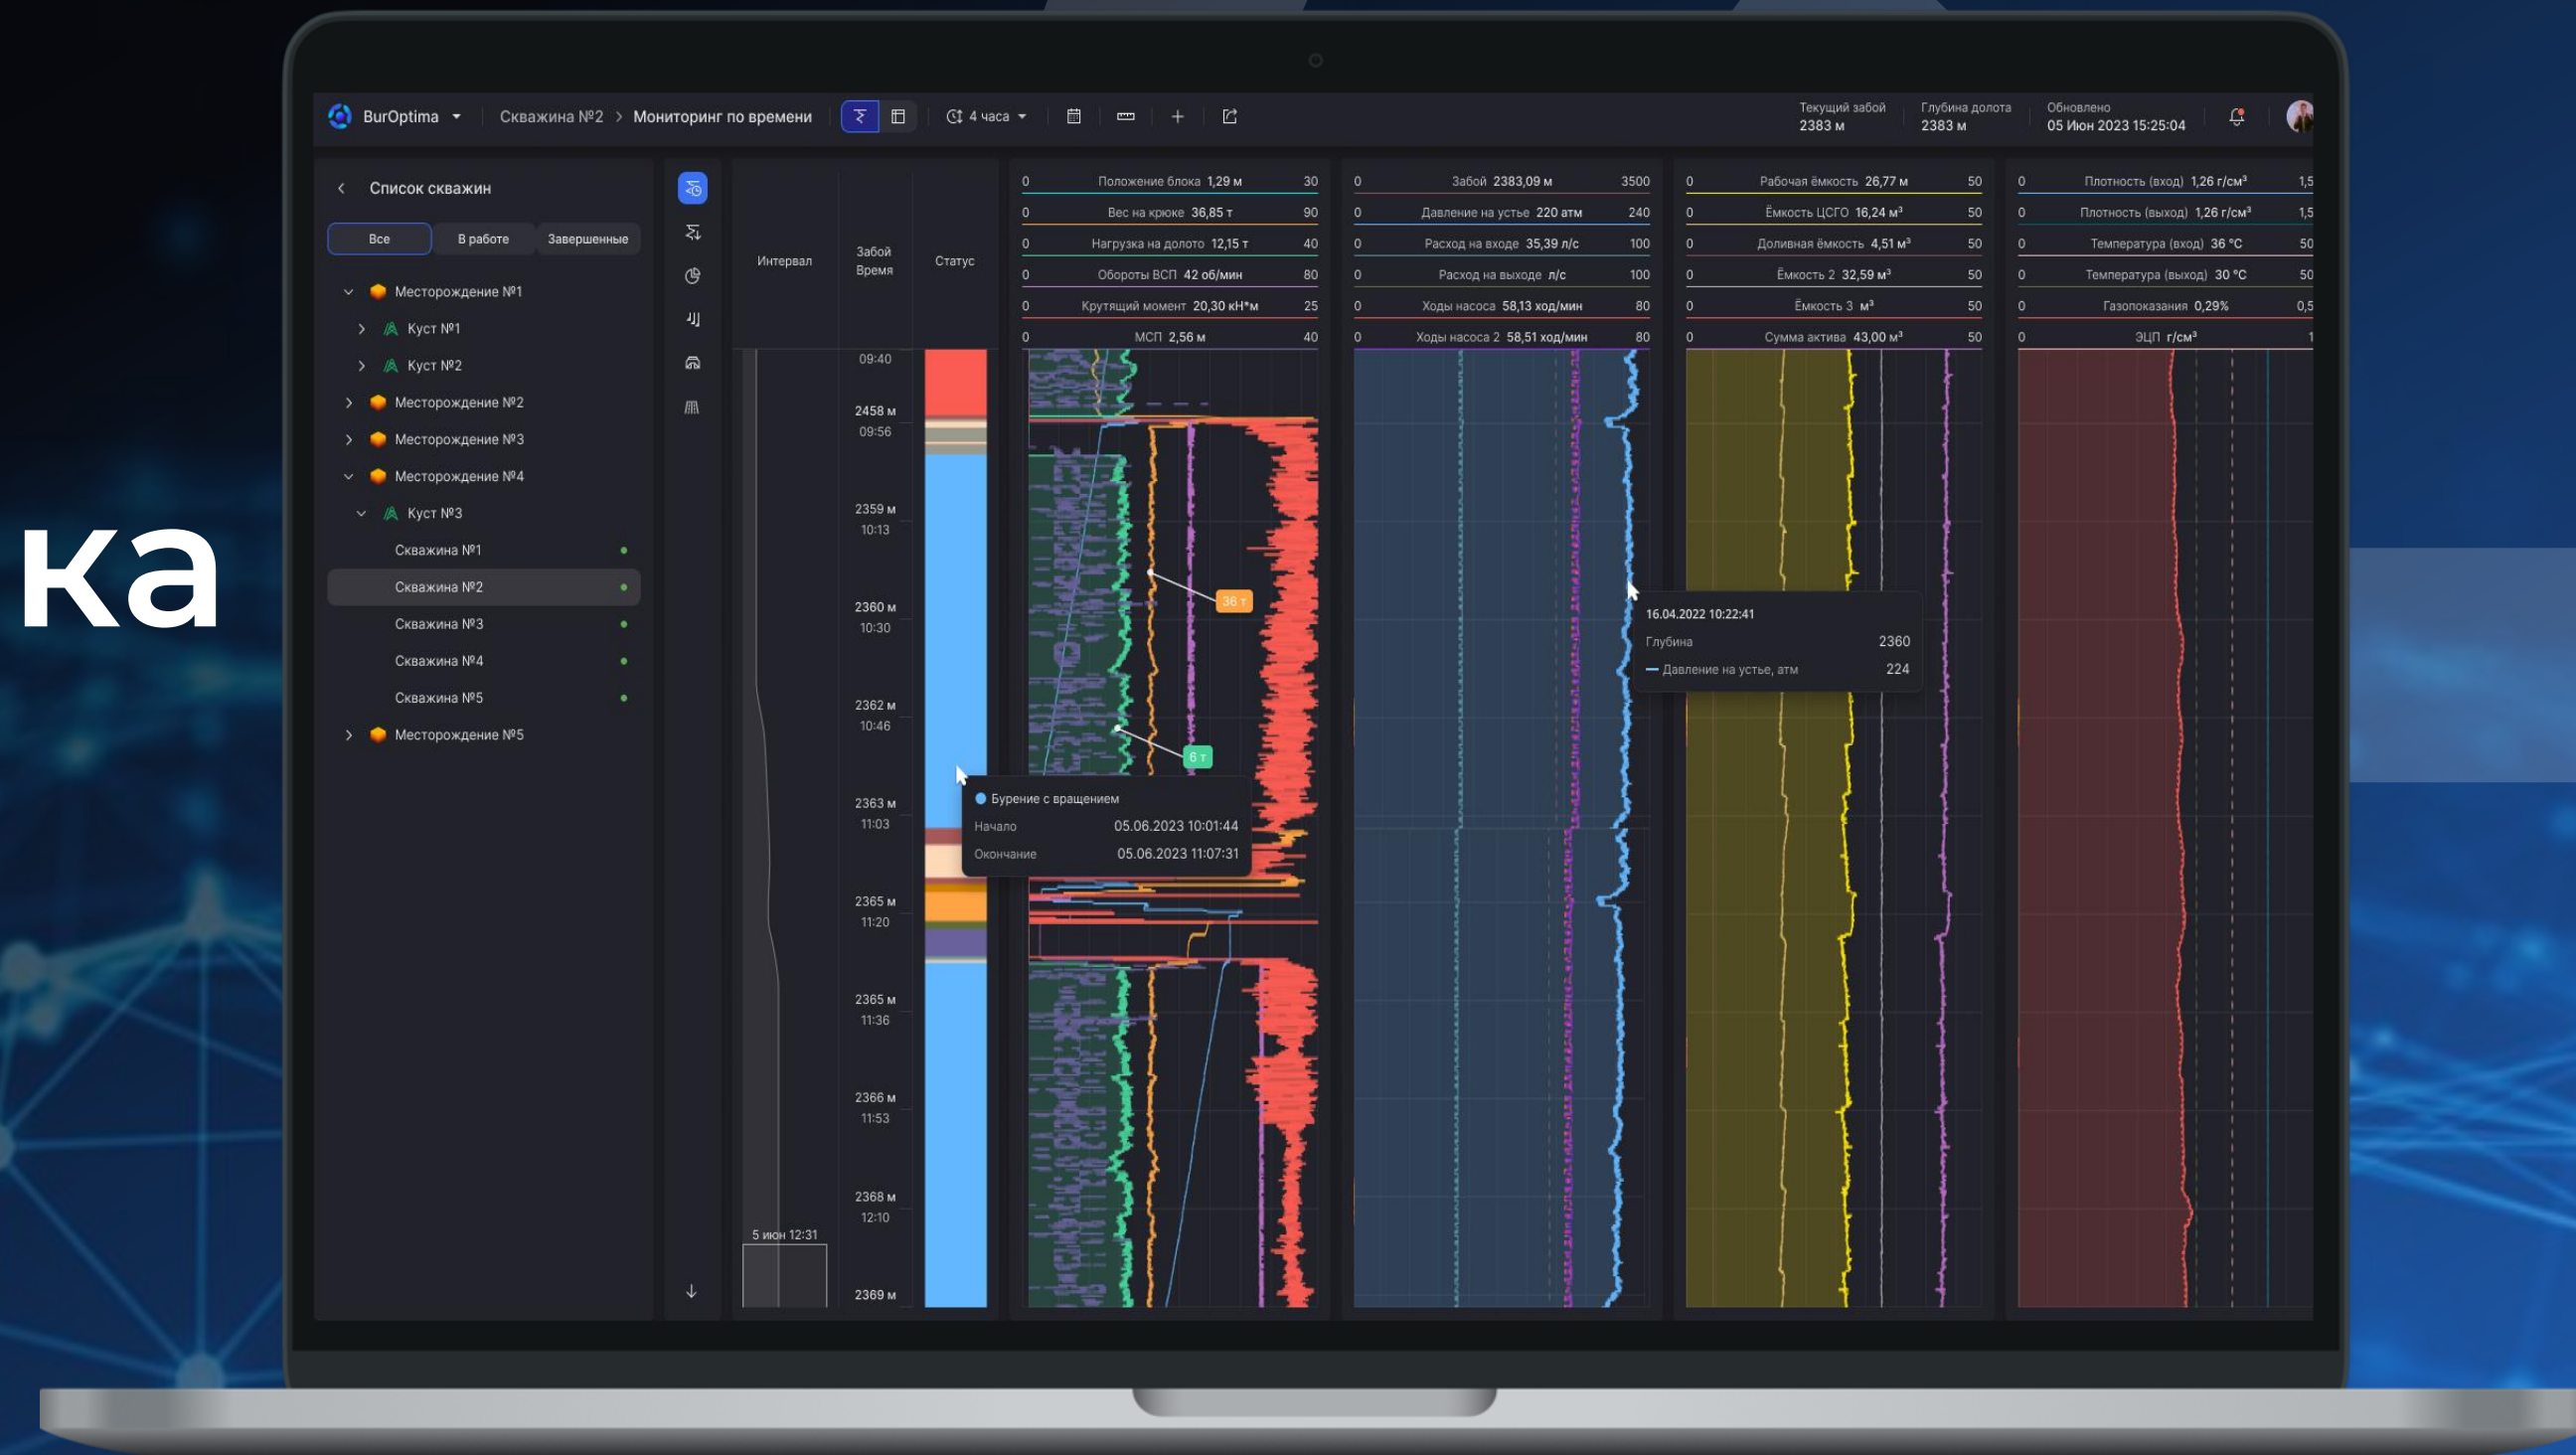 ка
BurOptima
Скважина №2 > Мониторинг по времени
4 часа
Текущий забой
2383 м
Глубина долота
2383 м
Обновлено
05 Июн 2023 15:25:04
Список скважин
Все
В работе
Завершенные
Месторождение №1
Куст №1
Куст №2
Месторождение №2
Месторождение №3
Месторождение №4
Куст №3
Скважина №1
Скважина №2
Скважина №3
Скважина №4
Скважина №5
Месторождение №5
Интервал
Забой
Время
Статус
5 июн 12:31
09:40
2458 м
09:56
2359 м
10:13
2360 м
10:30
2362 м
10:46
2363 м
11:03
2365 м
11:20
2365 м
11:36
2366 м
11:53
2368 м
12:10
2369 м
0 Положение блока 1,29 м 30
0 Вес на крюке 36,85 т 90
0 Нагрузка на долото 12,15 т 40
0 Обороты ВСП 42 об/мин 80
0 Крутящий момент 20,30 кН*м 25
0 МСП 2,56 м 40
36 т
6 т
Бурение с вращением
Начало 05.06.2023 10:01:44
Окончание 05.06.2023 11:07:31
0 Забой 2383,09 м 3500
0 Давление на устье 220 атм 240
0 Расход на входе 35,39 л/с 100
0 Расход на выходе л/с 100
0 Ходы насоса 58,13 ход/мин 80
0 Ходы насоса 2 58,51 ход/мин 80
16.04.2022 10:22:41
Глубина 2360
Давление на устье, атм 224
0 Рабочая ёмкость 26,77 м 50
0 Ёмкость ЦСГО 16,24 м³ 50
0 Доливная ёмкость 4,51 м³ 50
0 Ёмкость 2 32,59 м³ 50
0 Ёмкость 3 м³ 50
0 Сумма актива 43,00 м³ 50
0 Плотность (вход) 1,26 г/см³ 1,5
0 Плотность (выход) 1,26 г/см³ 1,5
0 Температура (вход) 36 °C 50
0 Температура (выход) 30 °C 50
0 Газопоказания 0,29% 0,5
0 ЭЦП г/см³ 1